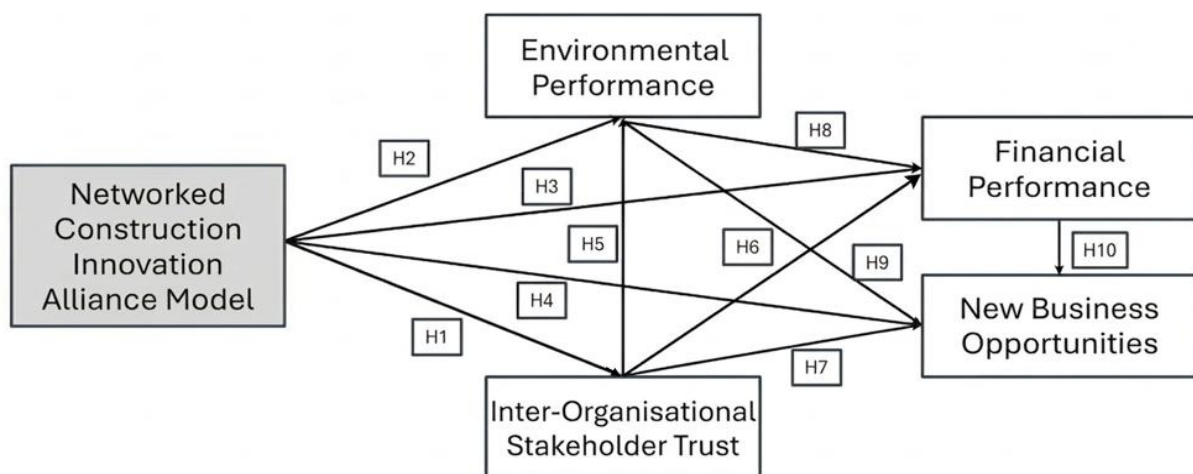 Environmental
Performance
H8
Financial
Performance
H2
Networked
Construction
Innovation
Alliance Model
H3
H5
H6
H9
H10
H4
New Business
Opportunities
H1
H7
Inter-Organisational
Stakeholder Trust